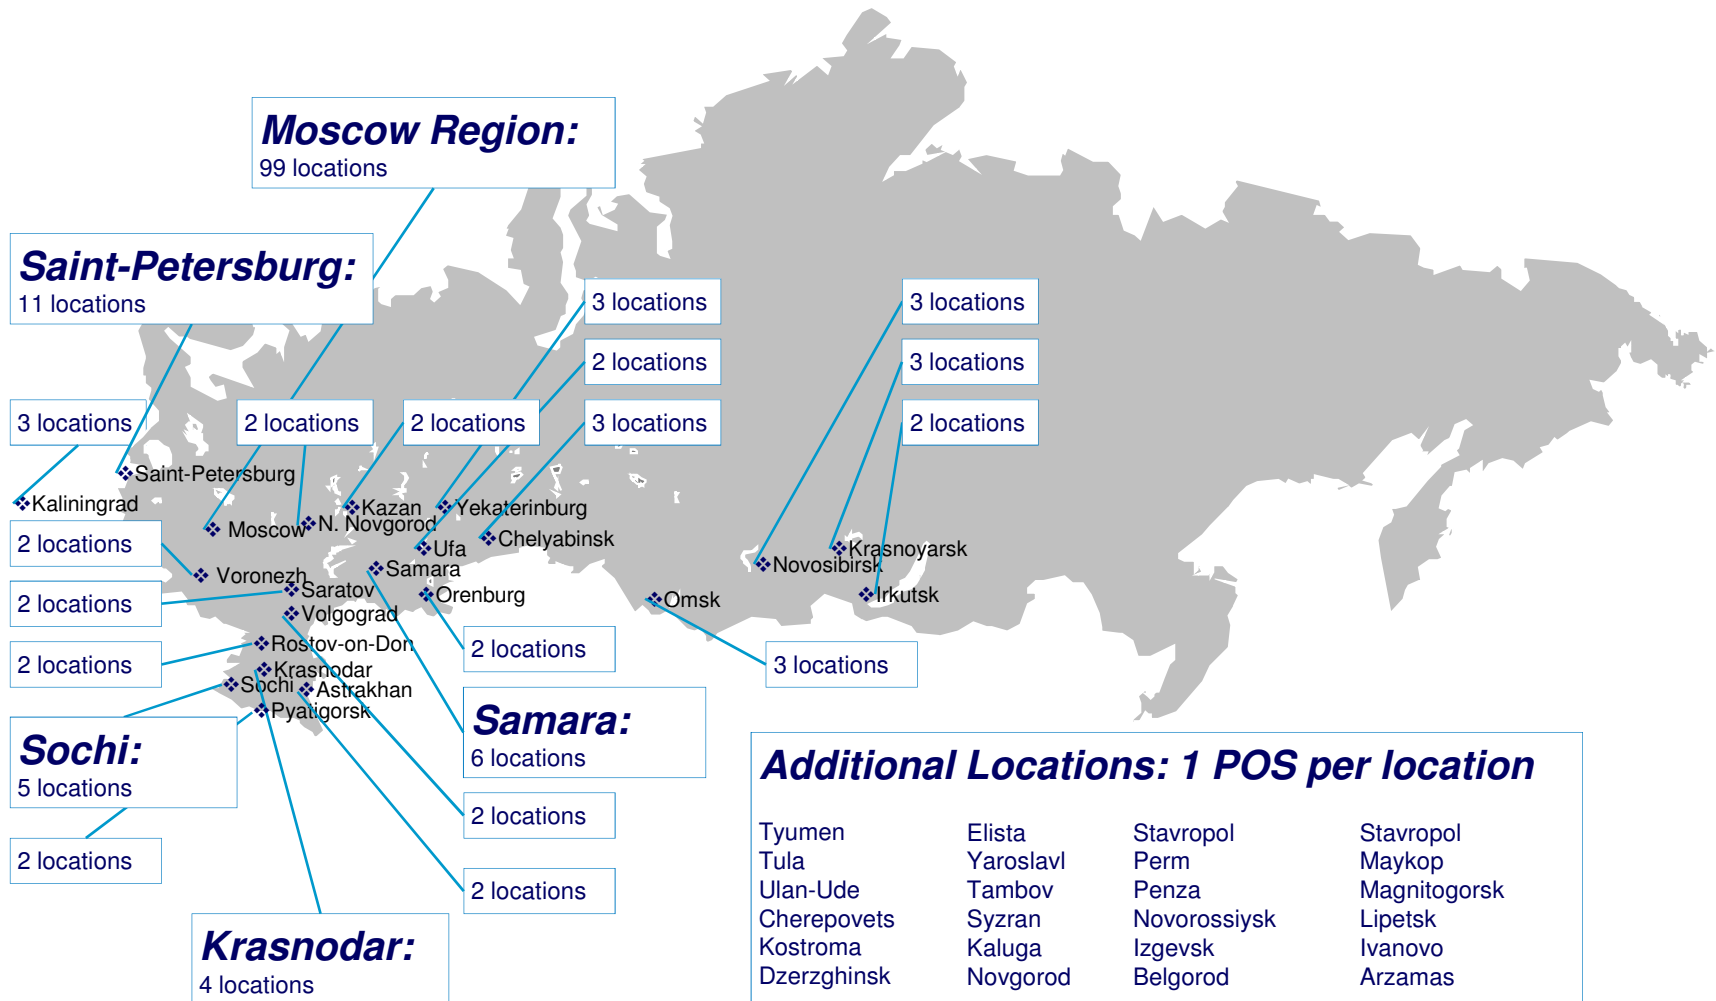 Moscow Region:
99 locations
Saint-Petersburg:
11 locations
3 locations
3 locations
2 locations
3 locations
3 locations
2 locations
2 locations
3 locations
2 locations
Saint-Petersburg
Kaliningrad
Kazan
Yekaterinburg
Moscow
N. Novgorod
Chelyabinsk
2 locations
Ufa
Krasnoyarsk
Novosibirsk
Samara
Voronezh
Saratov
Orenburg
Omsk
Irkutsk
2 locations
Volgograd
Rostov-on-Don
2 locations
2 locations
3 locations
Krasnodar
Sochi
Astrakhan
Pyatigorsk
Sochi:
5 locations
Samara:
6 locations
2 locations
2 locations
2 locations
Krasnodar:
4 locations
Additional Locations: 1 POS per location
Tyumen Elista Stavropol Stavropol
Tula Yaroslavl Perm Maykop
Ulan-Ude Tambov Penza Magnitogorsk
Cherepovets Syzran Novorossiysk Lipetsk
Kostroma Kaluga Izgevsk Ivanovo
Dzerzghinsk Novgorod Belgorod Arzamas